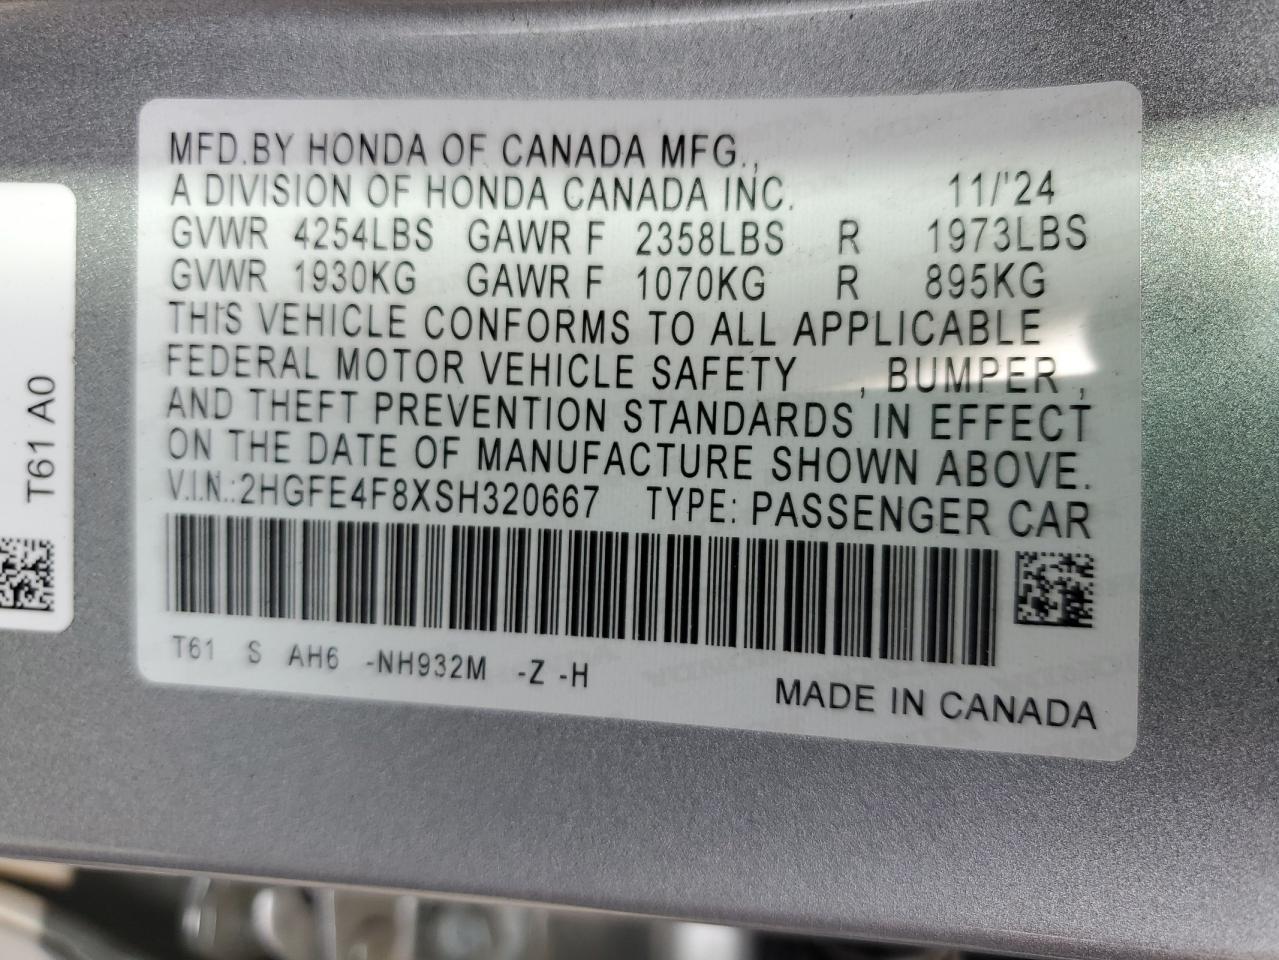 MFD.BY HONDA OF CANADA MFG.,
A DIVISION OF HONDA CANADA INC. 11/'24
GVWR 4254LBS GAWR F 2358LBS R 1973LBS
GVWR 1930KG GAWR F 1070KG R 895KG
THIS VEHICLE CONFORMS TO ALL APPLICABLE
FEDERAL MOTOR VEHICLE SAFETY , BUMPER ,
AND THEFT PREVENTION STANDARDS IN EFFECT
ON THE DATE OF MANUFACTURE SHOWN ABOVE.
V.I.N.:2HGFE4F8XSH320667 TYPE: PASSENGER CAR
T61 S AH6 -NH932M -Z -H
MADE IN CANADA
T61 A0